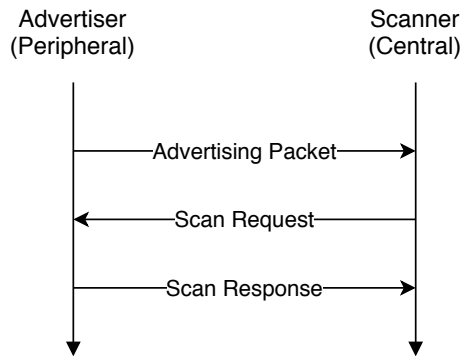 Advertiser
(Peripheral)
Scanner
(Central)
Advertising Packet
Scan Request
Scan Response